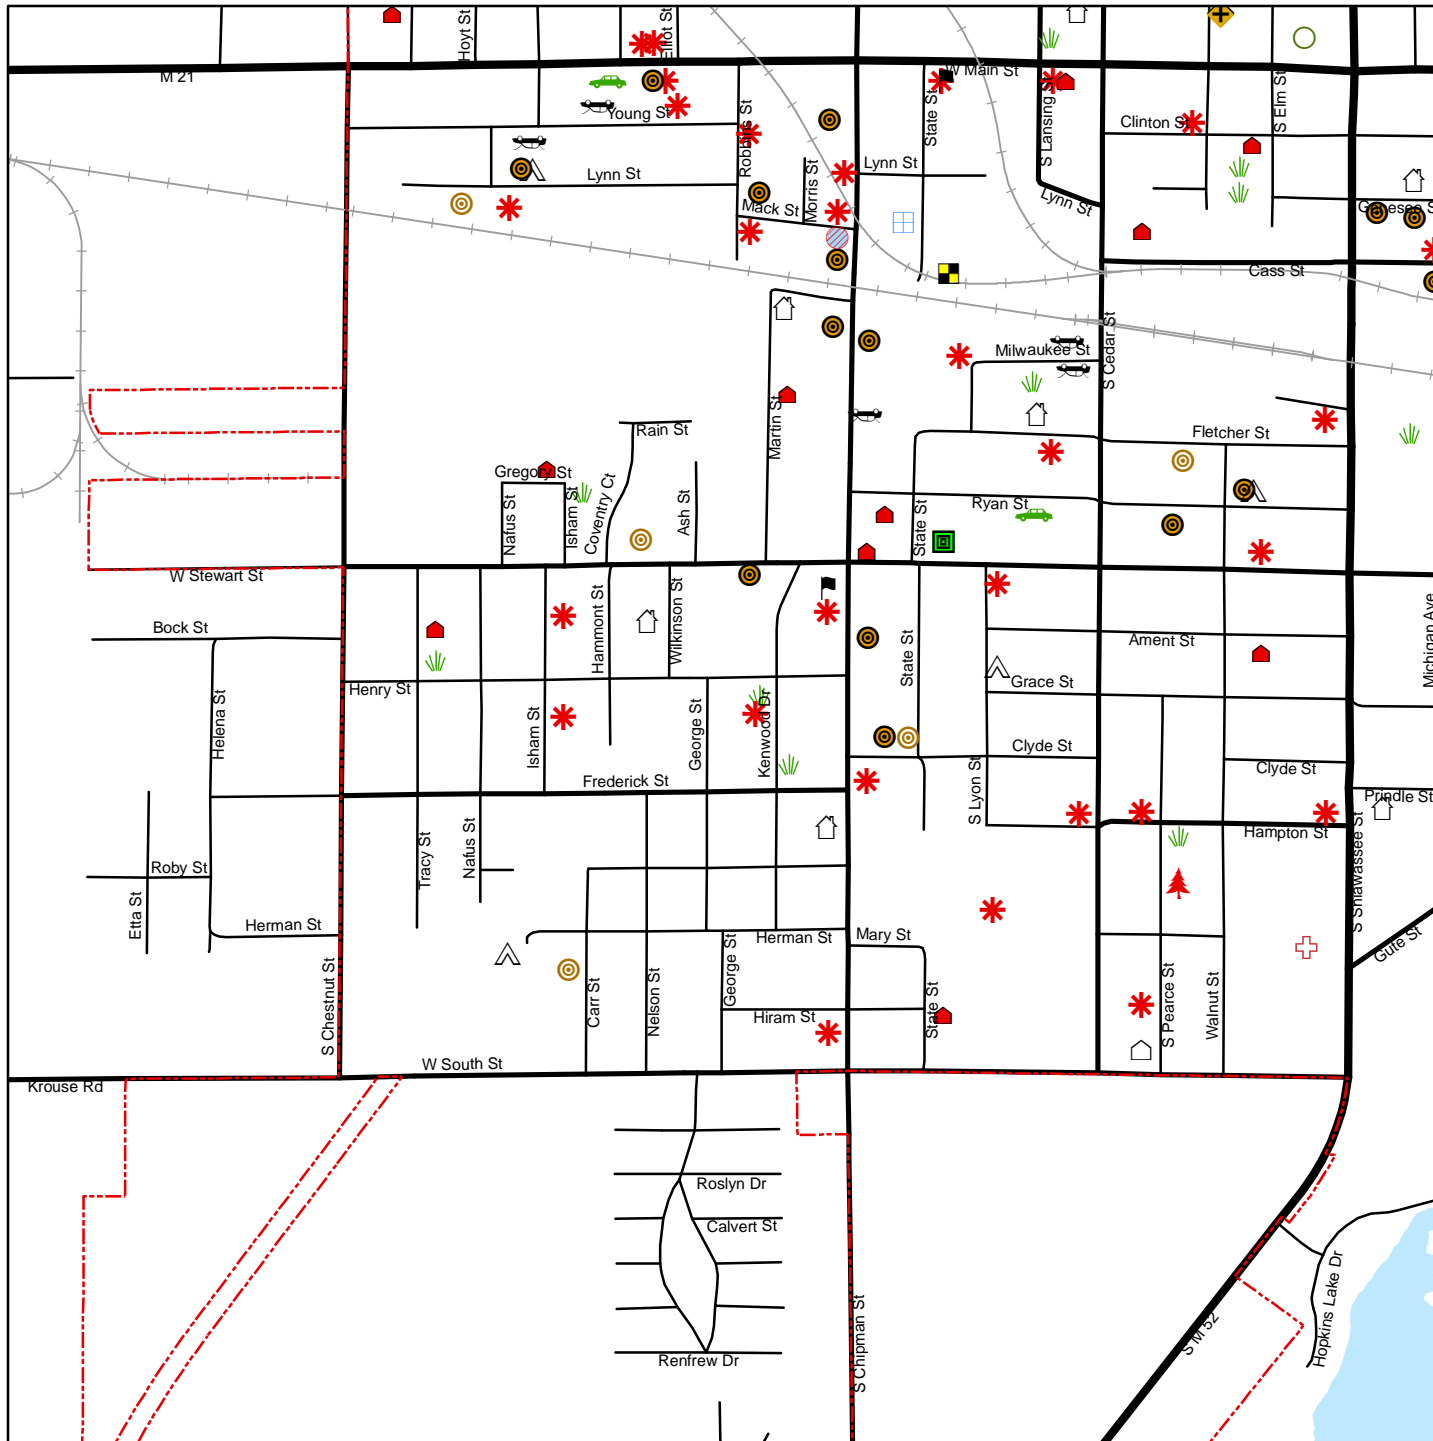 Hoyt St
Elliot St
M 21
W Main St
Young St
Robbins St
State St
S Lansing St
Clinton St
S Elm St
Lynn St
Morris St
Lynn St
Mack St
Lynn St
Genesee S
Cass St
S Cedar St
Milwaukee St
Martin St
Rain St
Fletcher St
Gregory St
Nafus St
Isham St
Coventry Ct
Ash St
Ryan St
State St
W Stewart St
Bock St
Hammont St
Wilkinson St
State St
Ament St
Michigan Ave
Henry St
Grace St
Helena St
Isham St
George St
Kenwood Dr
Clyde St
Clyde St
Frederick St
S Lyon St
Prindle St
Hampton St
Tracy St
Nafus St
Roby St
S Shiawassee St
Etta St
Herman St
Herman St
Mary St
Gute St
S Chestnut St
Carr St
Nelson St
George St
State St
S Pearce St
Walnut St
Hiram St
W South St
Krouse Rd
Roslyn Dr
Calvert St
Hopkins Lake Dr
S Chipman St
S M 52
Renfrew Dr